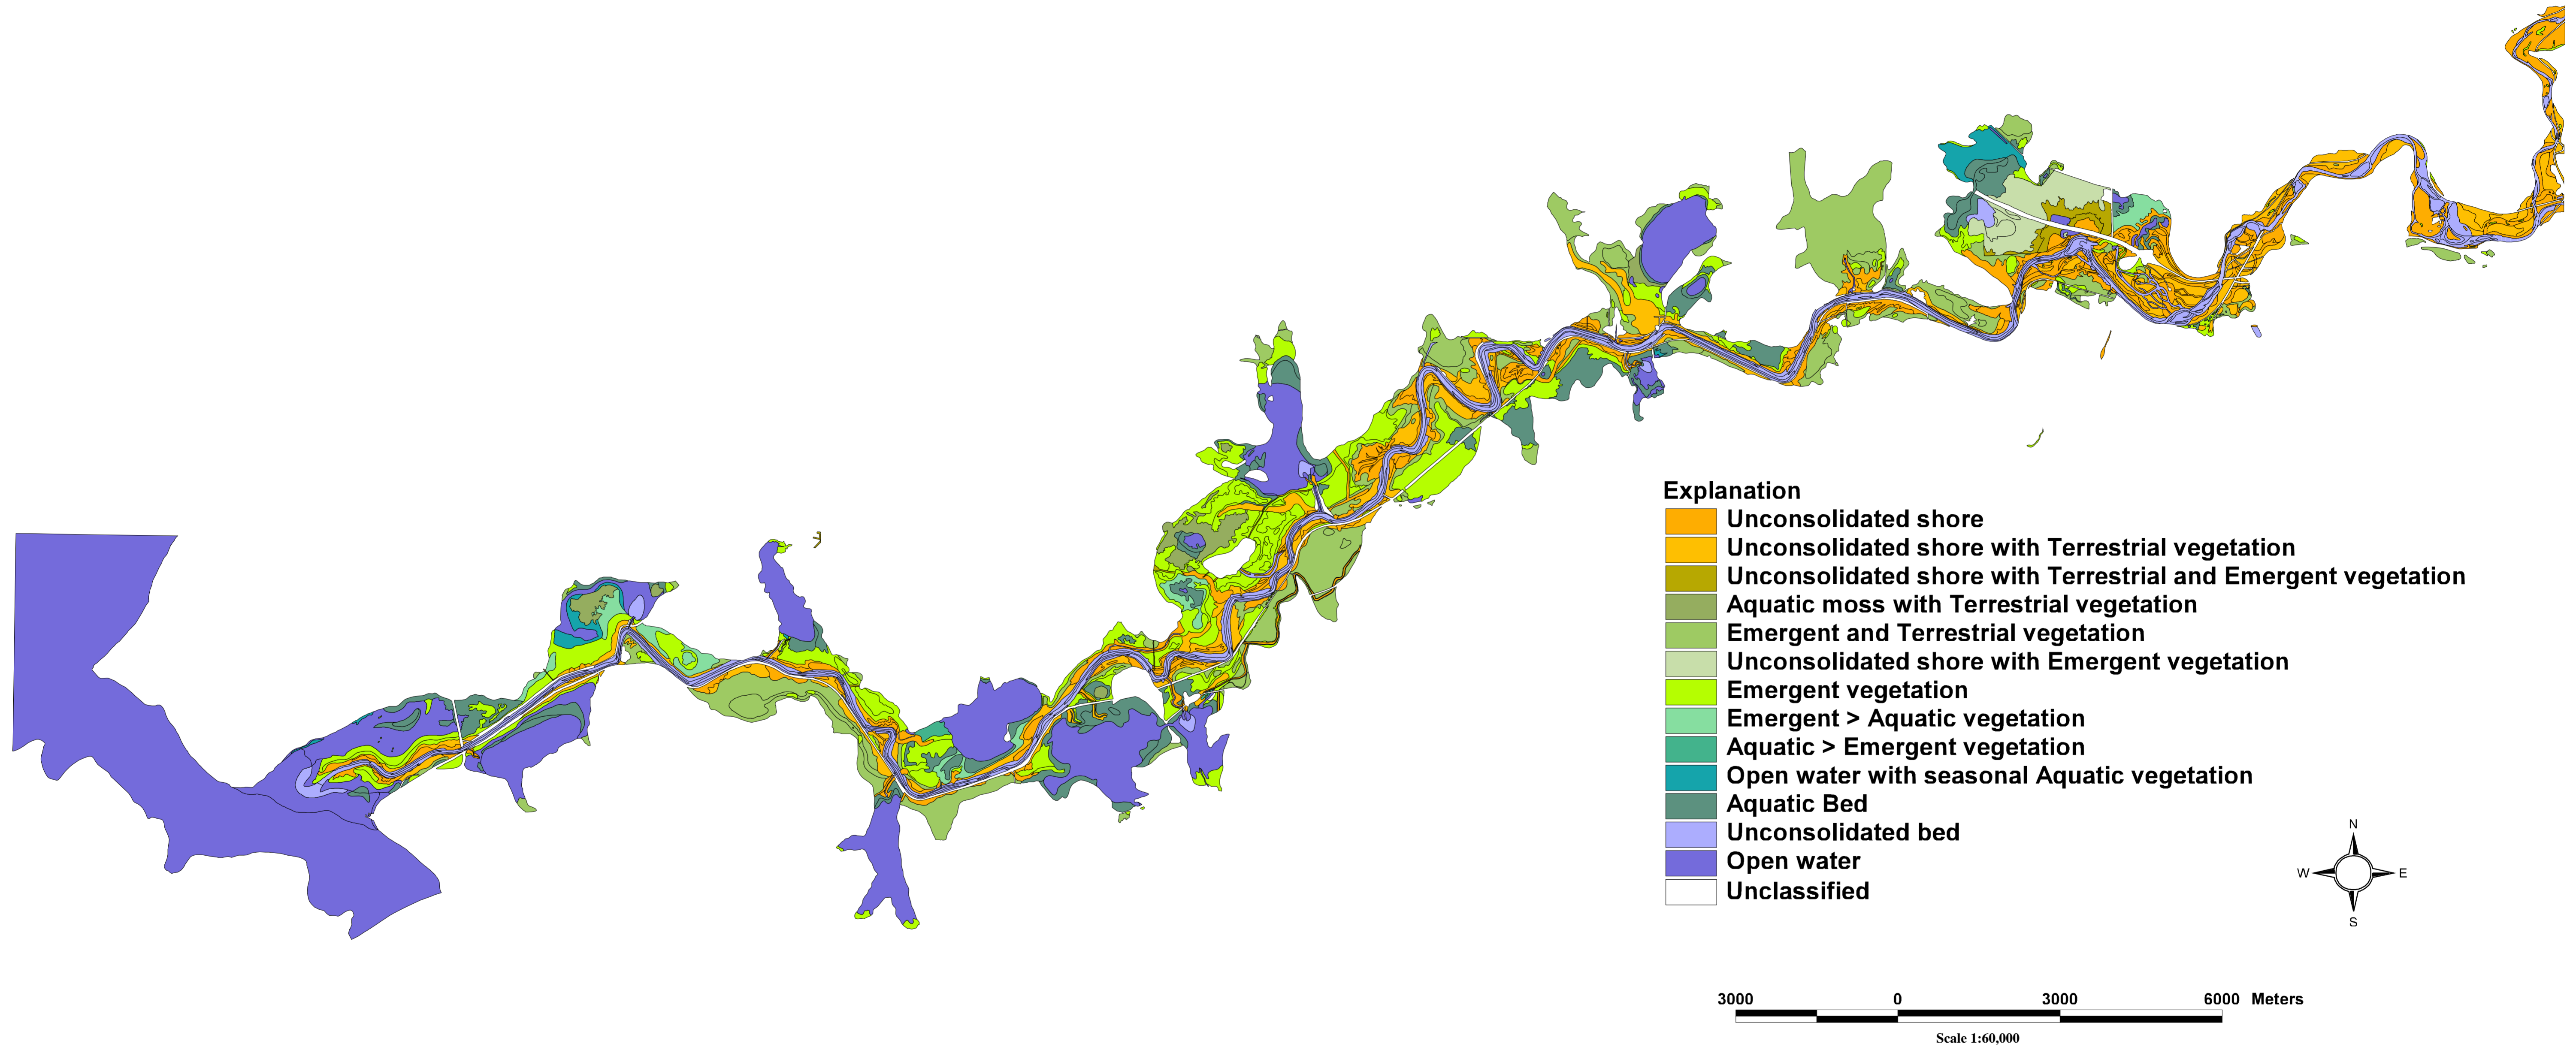 Explanation
Unconsolidated shore
Unconsolidated shore with Terrestrial vegetation
Unconsolidated shore with Terrestrial and Emergent vegetation
Aquatic moss with Terrestrial vegetation
Emergent and Terrestrial vegetation
Unconsolidated shore with Emergent vegetation
Emergent vegetation
Emergent > Aquatic vegetation
Aquatic > Emergent vegetation
Open water with seasonal Aquatic vegetation
Aquatic Bed
Unconsolidated bed
Open water
Unclassified
N
W E
S
3000 0 3000 6000 Meters
Scale 1:60,000